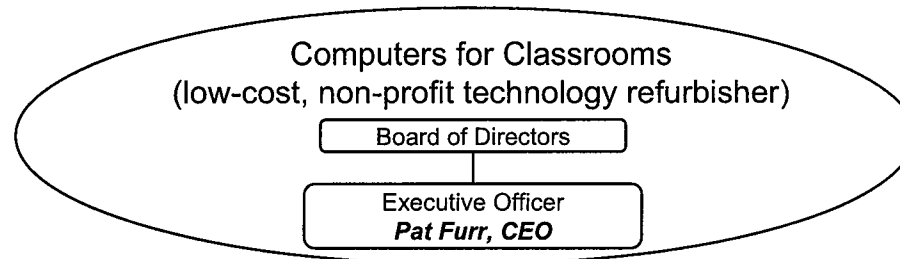 Computers for Classrooms
(low-cost, non-profit technology refurbisher)
Board of Directors
Executive Officer
Pat Furr, CEO